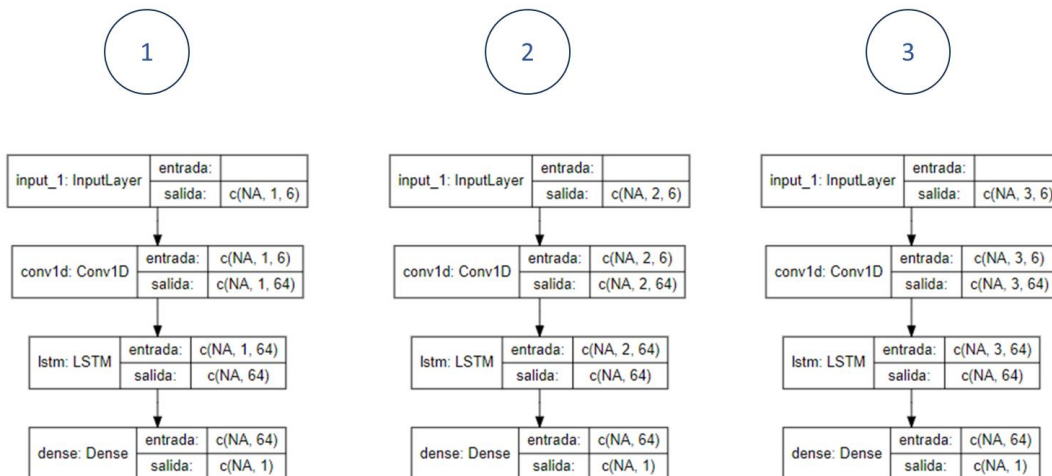 1
2
3
input_1: InputLayer
entrada:
salida:
c(NA, 1, 6)
conv1d: Conv1D
entrada:
c(NA, 1, 6)
salida:
c(NA, 1, 64)
lstm: LSTM
entrada:
c(NA, 1, 64)
salida:
c(NA, 64)
dense: Dense
entrada:
c(NA, 64)
salida:
c(NA, 1)
input_1: InputLayer
entrada:
salida:
c(NA, 2, 6)
conv1d: Conv1D
entrada:
c(NA, 2, 6)
salida:
c(NA, 2, 64)
lstm: LSTM
entrada:
c(NA, 2, 64)
salida:
c(NA, 64)
dense: Dense
entrada:
c(NA, 64)
salida:
c(NA, 1)
input_1: InputLayer
entrada:
salida:
c(NA, 3, 6)
conv1d: Conv1D
entrada:
c(NA, 3, 6)
salida:
c(NA, 3, 64)
lstm: LSTM
entrada:
c(NA, 3, 64)
salida:
c(NA, 64)
dense: Dense
entrada:
c(NA, 64)
salida:
c(NA, 1)